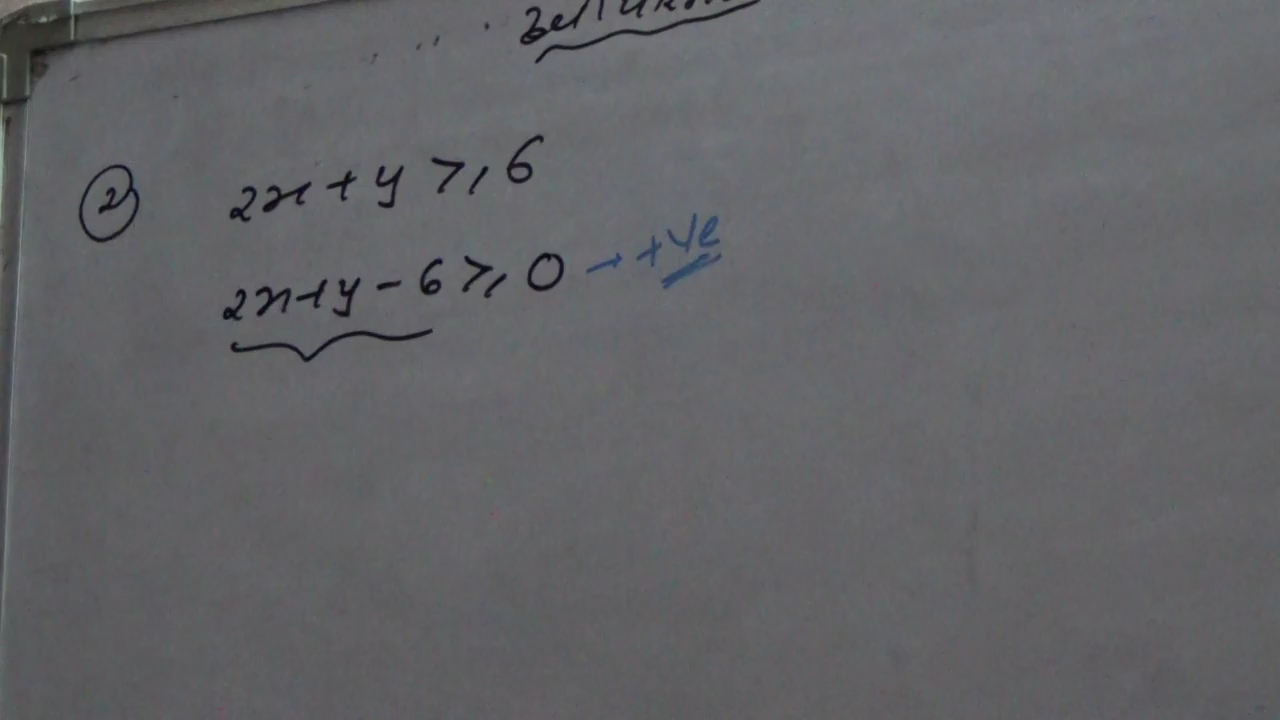 ② 2x + y ≥ 6
2x + y - 6 ≥ 0 → +ve